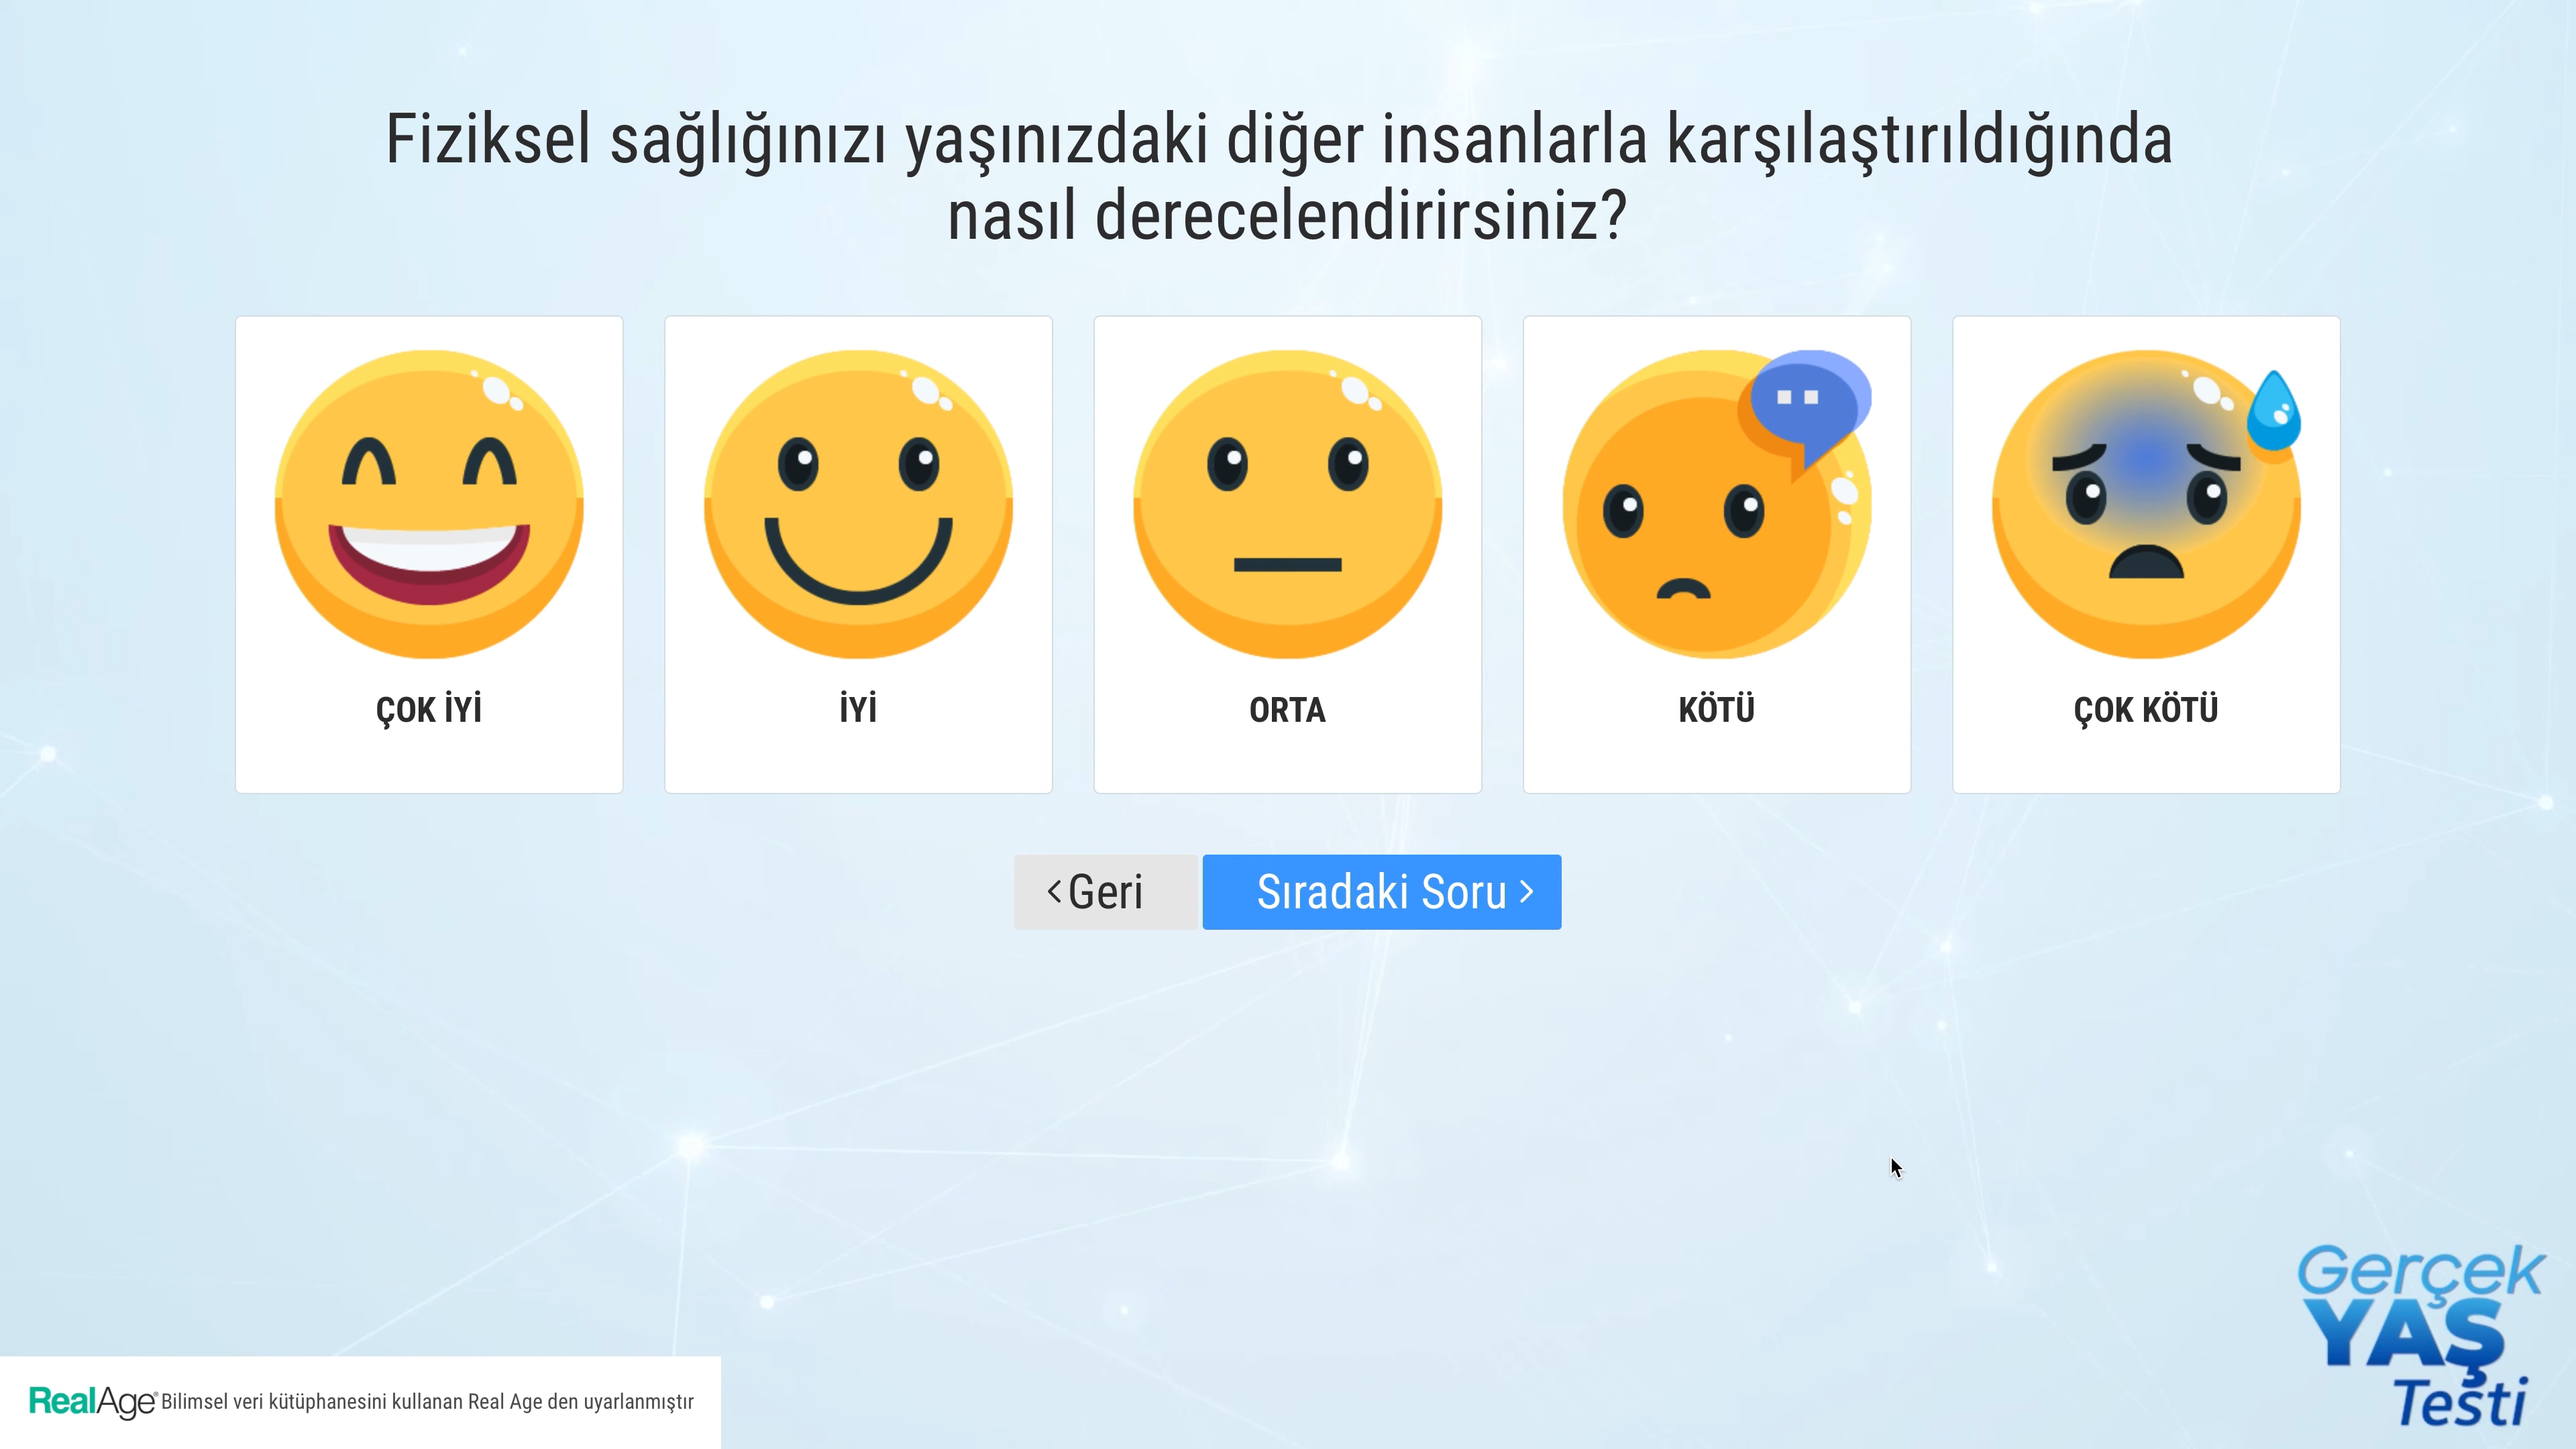 Fiziksel sağlığınızı yaşınızdaki diğer insanlarla karşılaştırıldığında
nasıl derecelendirirsiniz?
ÇOK İYİ
İYİ
ORTA
KÖTÜ
ÇOK KÖTÜ
Geri
Sıradaki Soru
RealAge® Bilimsel veri kütüphanesini kullanan Real Age den uyarlanmıştır
Gerçek
YAŞ
Testi